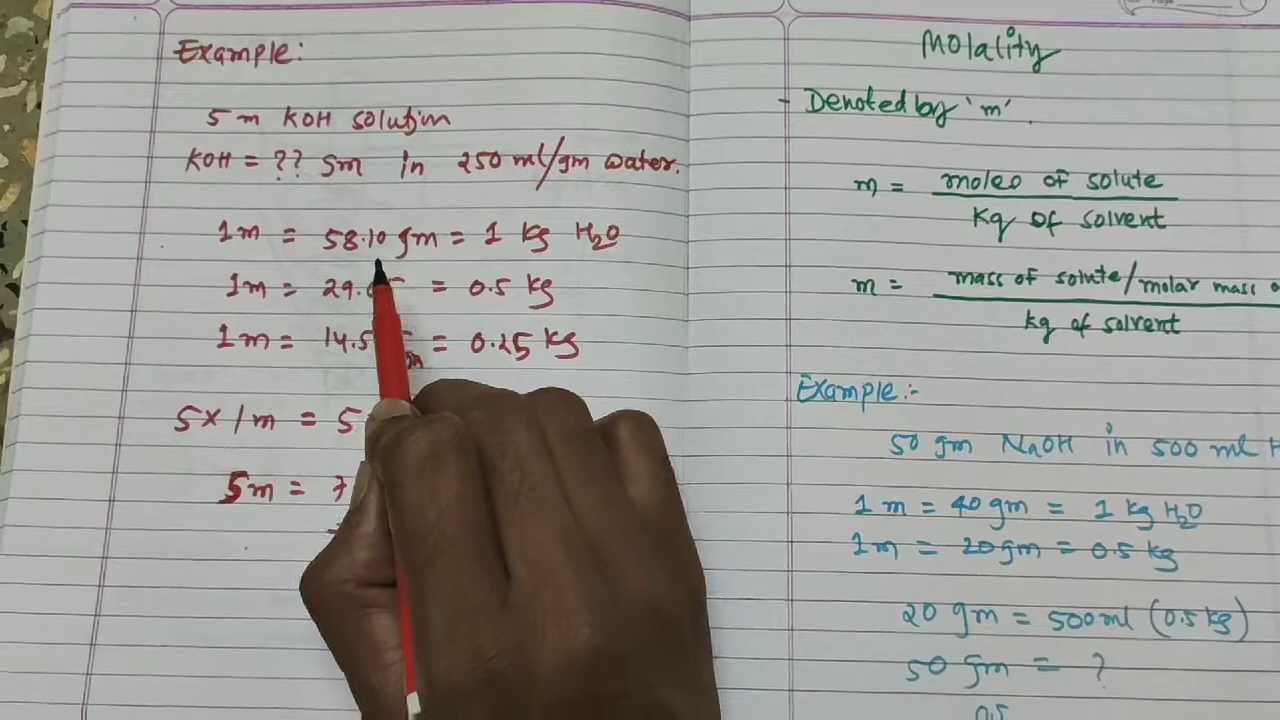 Example:
5 m KOH solution
KOH = ?? 5m in 250 ml/gm water.
1m = 58.10 gm = 1 kg H2O
1m = 29. = 0.5 kg
1m = 14.5 = 0.25 kg
5 x 1m = 5
5m = 7
Molality
- Denoted by 'm'.
m = moles of solute
Kg of solvent
m = mass of solute/molar mass
kg of solvent
Example:-
50 gm NaOH in 500 ml H
1 m = 40 gm = 1 kg H2O
1m = 20 gm = 0.5 kg
20 gm = 500 ml (0.5 kg)
50 gm = ?
0.5